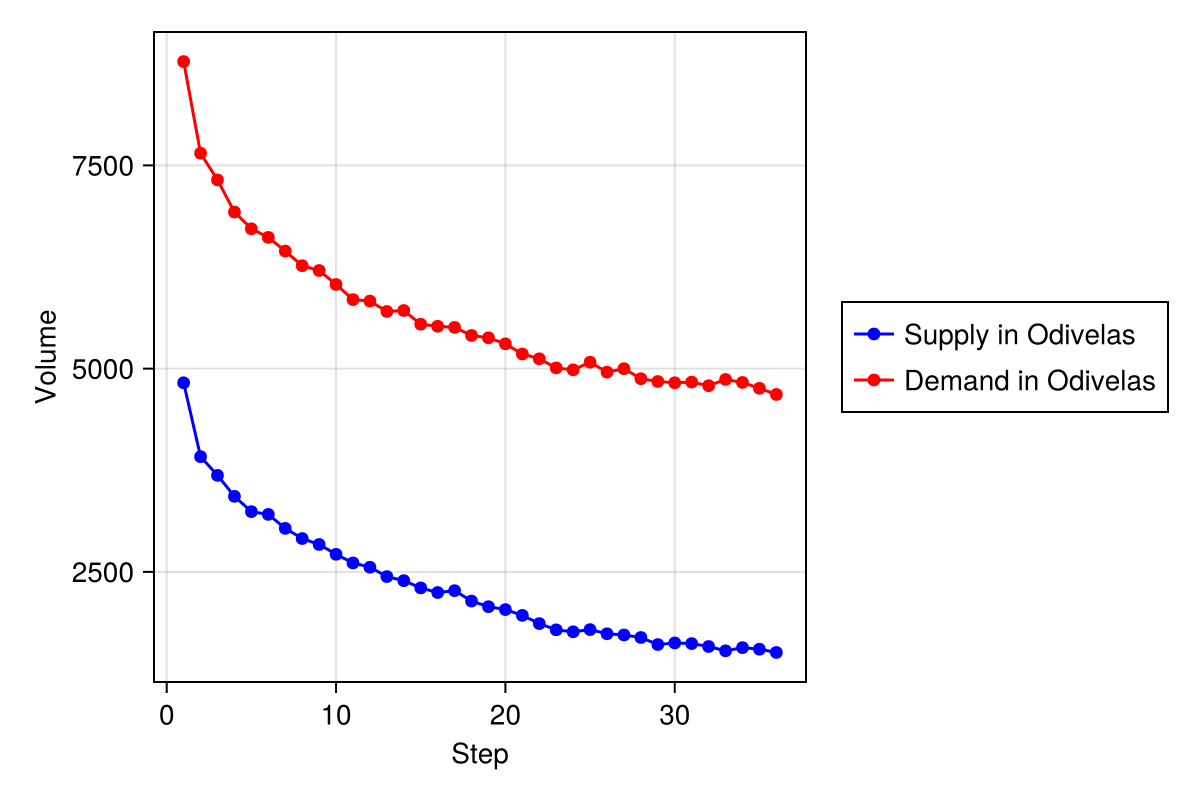 7500
5000
2500
Volume
0 10 20 30
Step
Supply in Odivelas
Demand in Odivelas